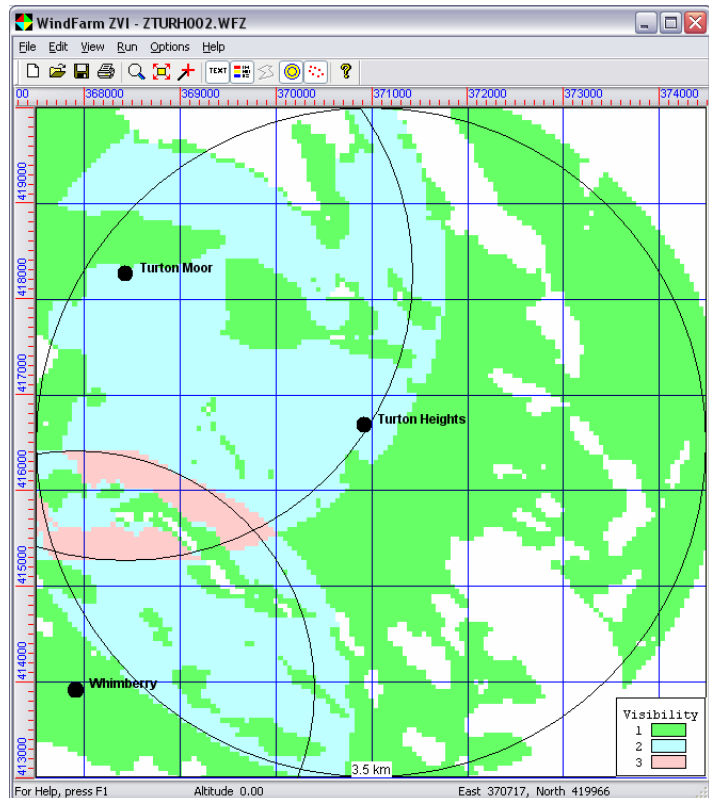 WindFarm ZVI - ZTURH002.WFZ
File Edit View Run Options Help
TEXT
00 368000 369000 370000 371000 372000 373000 374000
419000
418000
417000
416000
415000
414000
413000
Turton Moor
Turton Heights
Whimberry
3.5 km
Visibility
1
2
3
For Help, press F1 Altitude 0.00 East 370717, North 419966